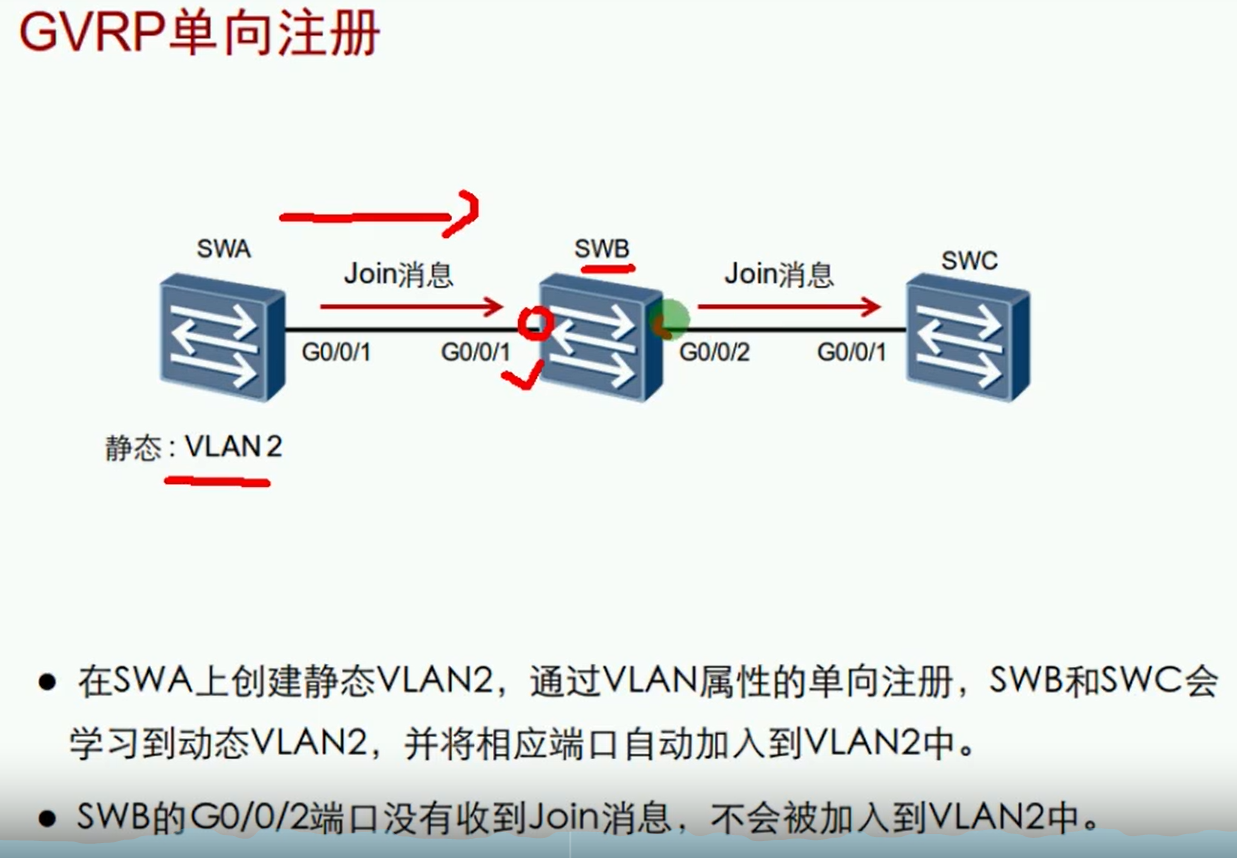 GVRP单向注册
SWA
SWB
SWC
Join消息
Join消息
G0/0/1
G0/0/1
G0/0/2
G0/0/1
静态：VLAN 2
● 在SWA上创建静态VLAN2，通过VLAN属性的单向注册，SWB和SWC会
学习到动态VLAN2，并将相应端口自动加入到VLAN2中。
● SWB的G0/0/2端口没有收到Join消息，不会被加入到VLAN2中。